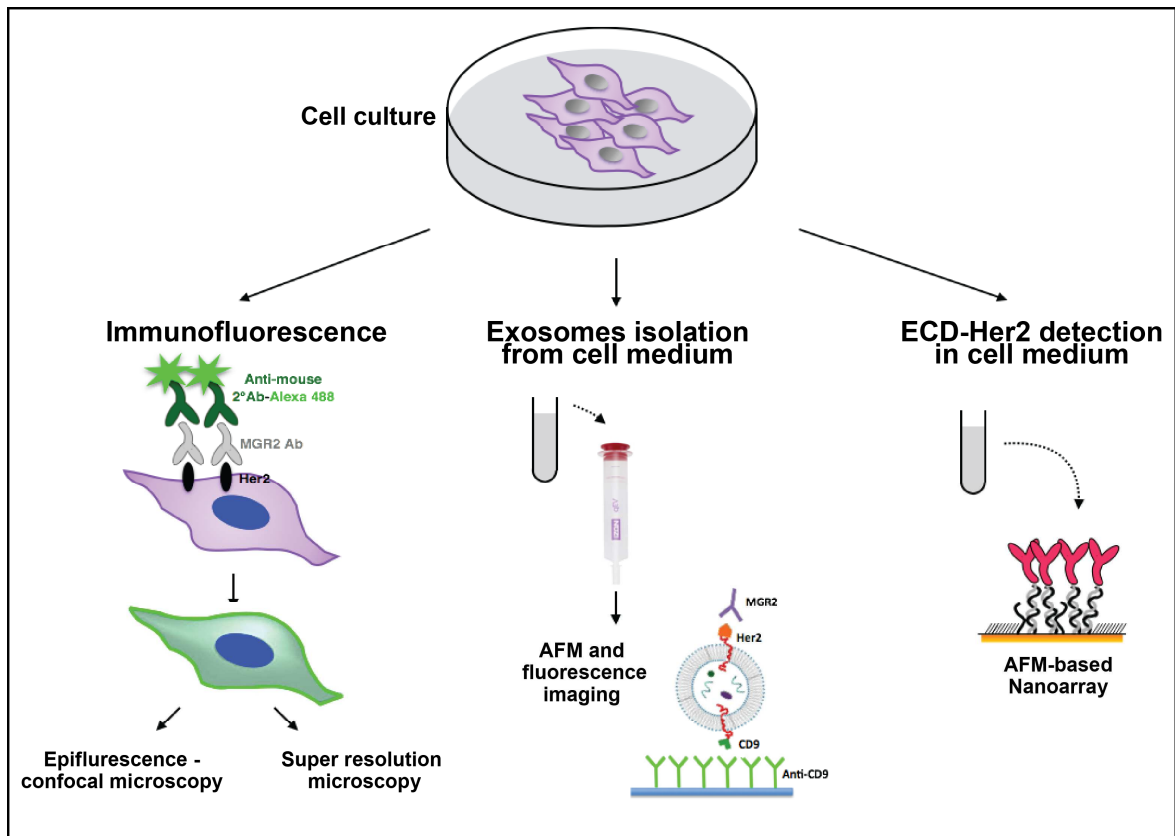 Cell culture
Immunofluorescence
Anti-mouse
2°Ab-Alexa 488
MGR2 Ab
Her2
Epiflurescence -
confocal microscopy
Super resolution
microscopy
Exosomes isolation
from cell medium
AFM and
fluorescence
imaging
MGR2
Her2
CD9
Anti-CD9
ECD-Her2 detection
in cell medium
AFM-based
Nanoarray